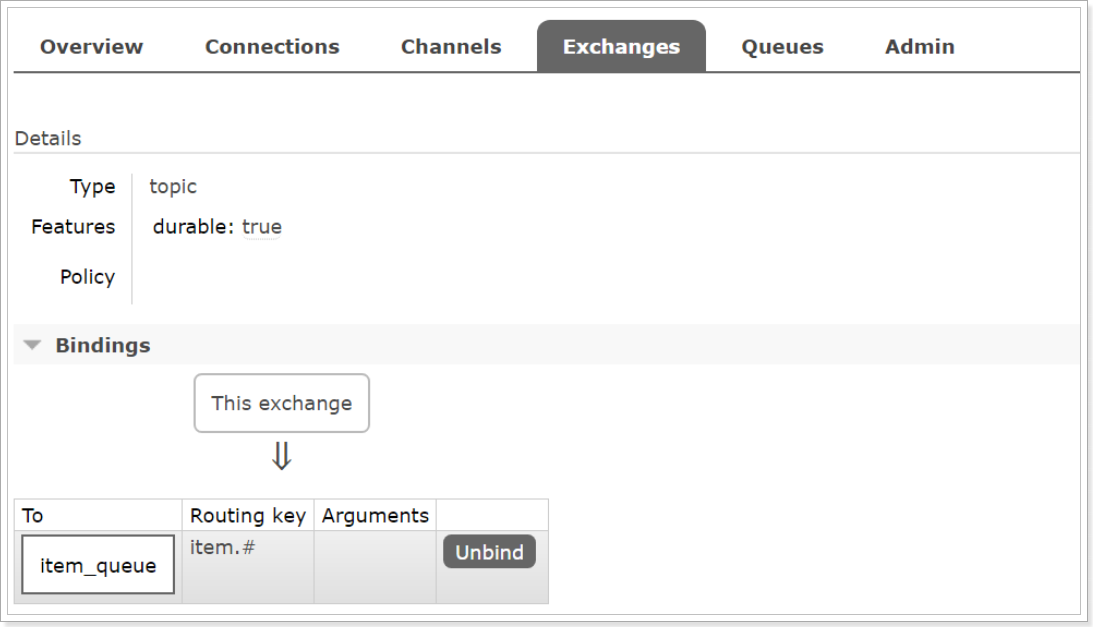 Overview Connections Channels Exchanges Queues Admin
Details
Type topic
Features durable: true
Policy
Bindings
This exchange
⇓
To Routing key Arguments
item_queue item.# Unbind